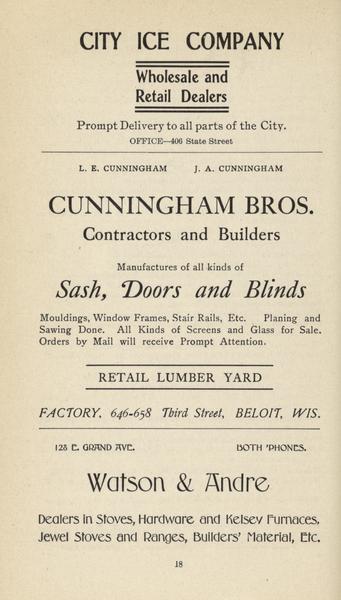 CITY ICE COMPANY
Wholesale and
Retail Dealers
Prompt Delivery to all parts of the City.
OFFICE—406 State Street
L. E. CUNNINGHAM J. A. CUNNINGHAM
CUNNINGHAM BROS.
Contractors and Builders
Manufactures of all kinds of
Sash, Doors and Blinds
Mouldings, Window Frames, Stair Rails, Etc. Planing and
Sawing Done. All Kinds of Screens and Glass for Sale.
Orders by Mail will receive Prompt Attention.
RETAIL LUMBER YARD
FACTORY, 646-658 Third Street, BELOIT, WIS.
128 E. GRAND AVE. BOTH 'PHONES.
Watson & Andre
Dealers in Stoves, Hardware and Kelsey Furnaces,
Jewel Stoves and Ranges, Builders' Material, Etc.
18